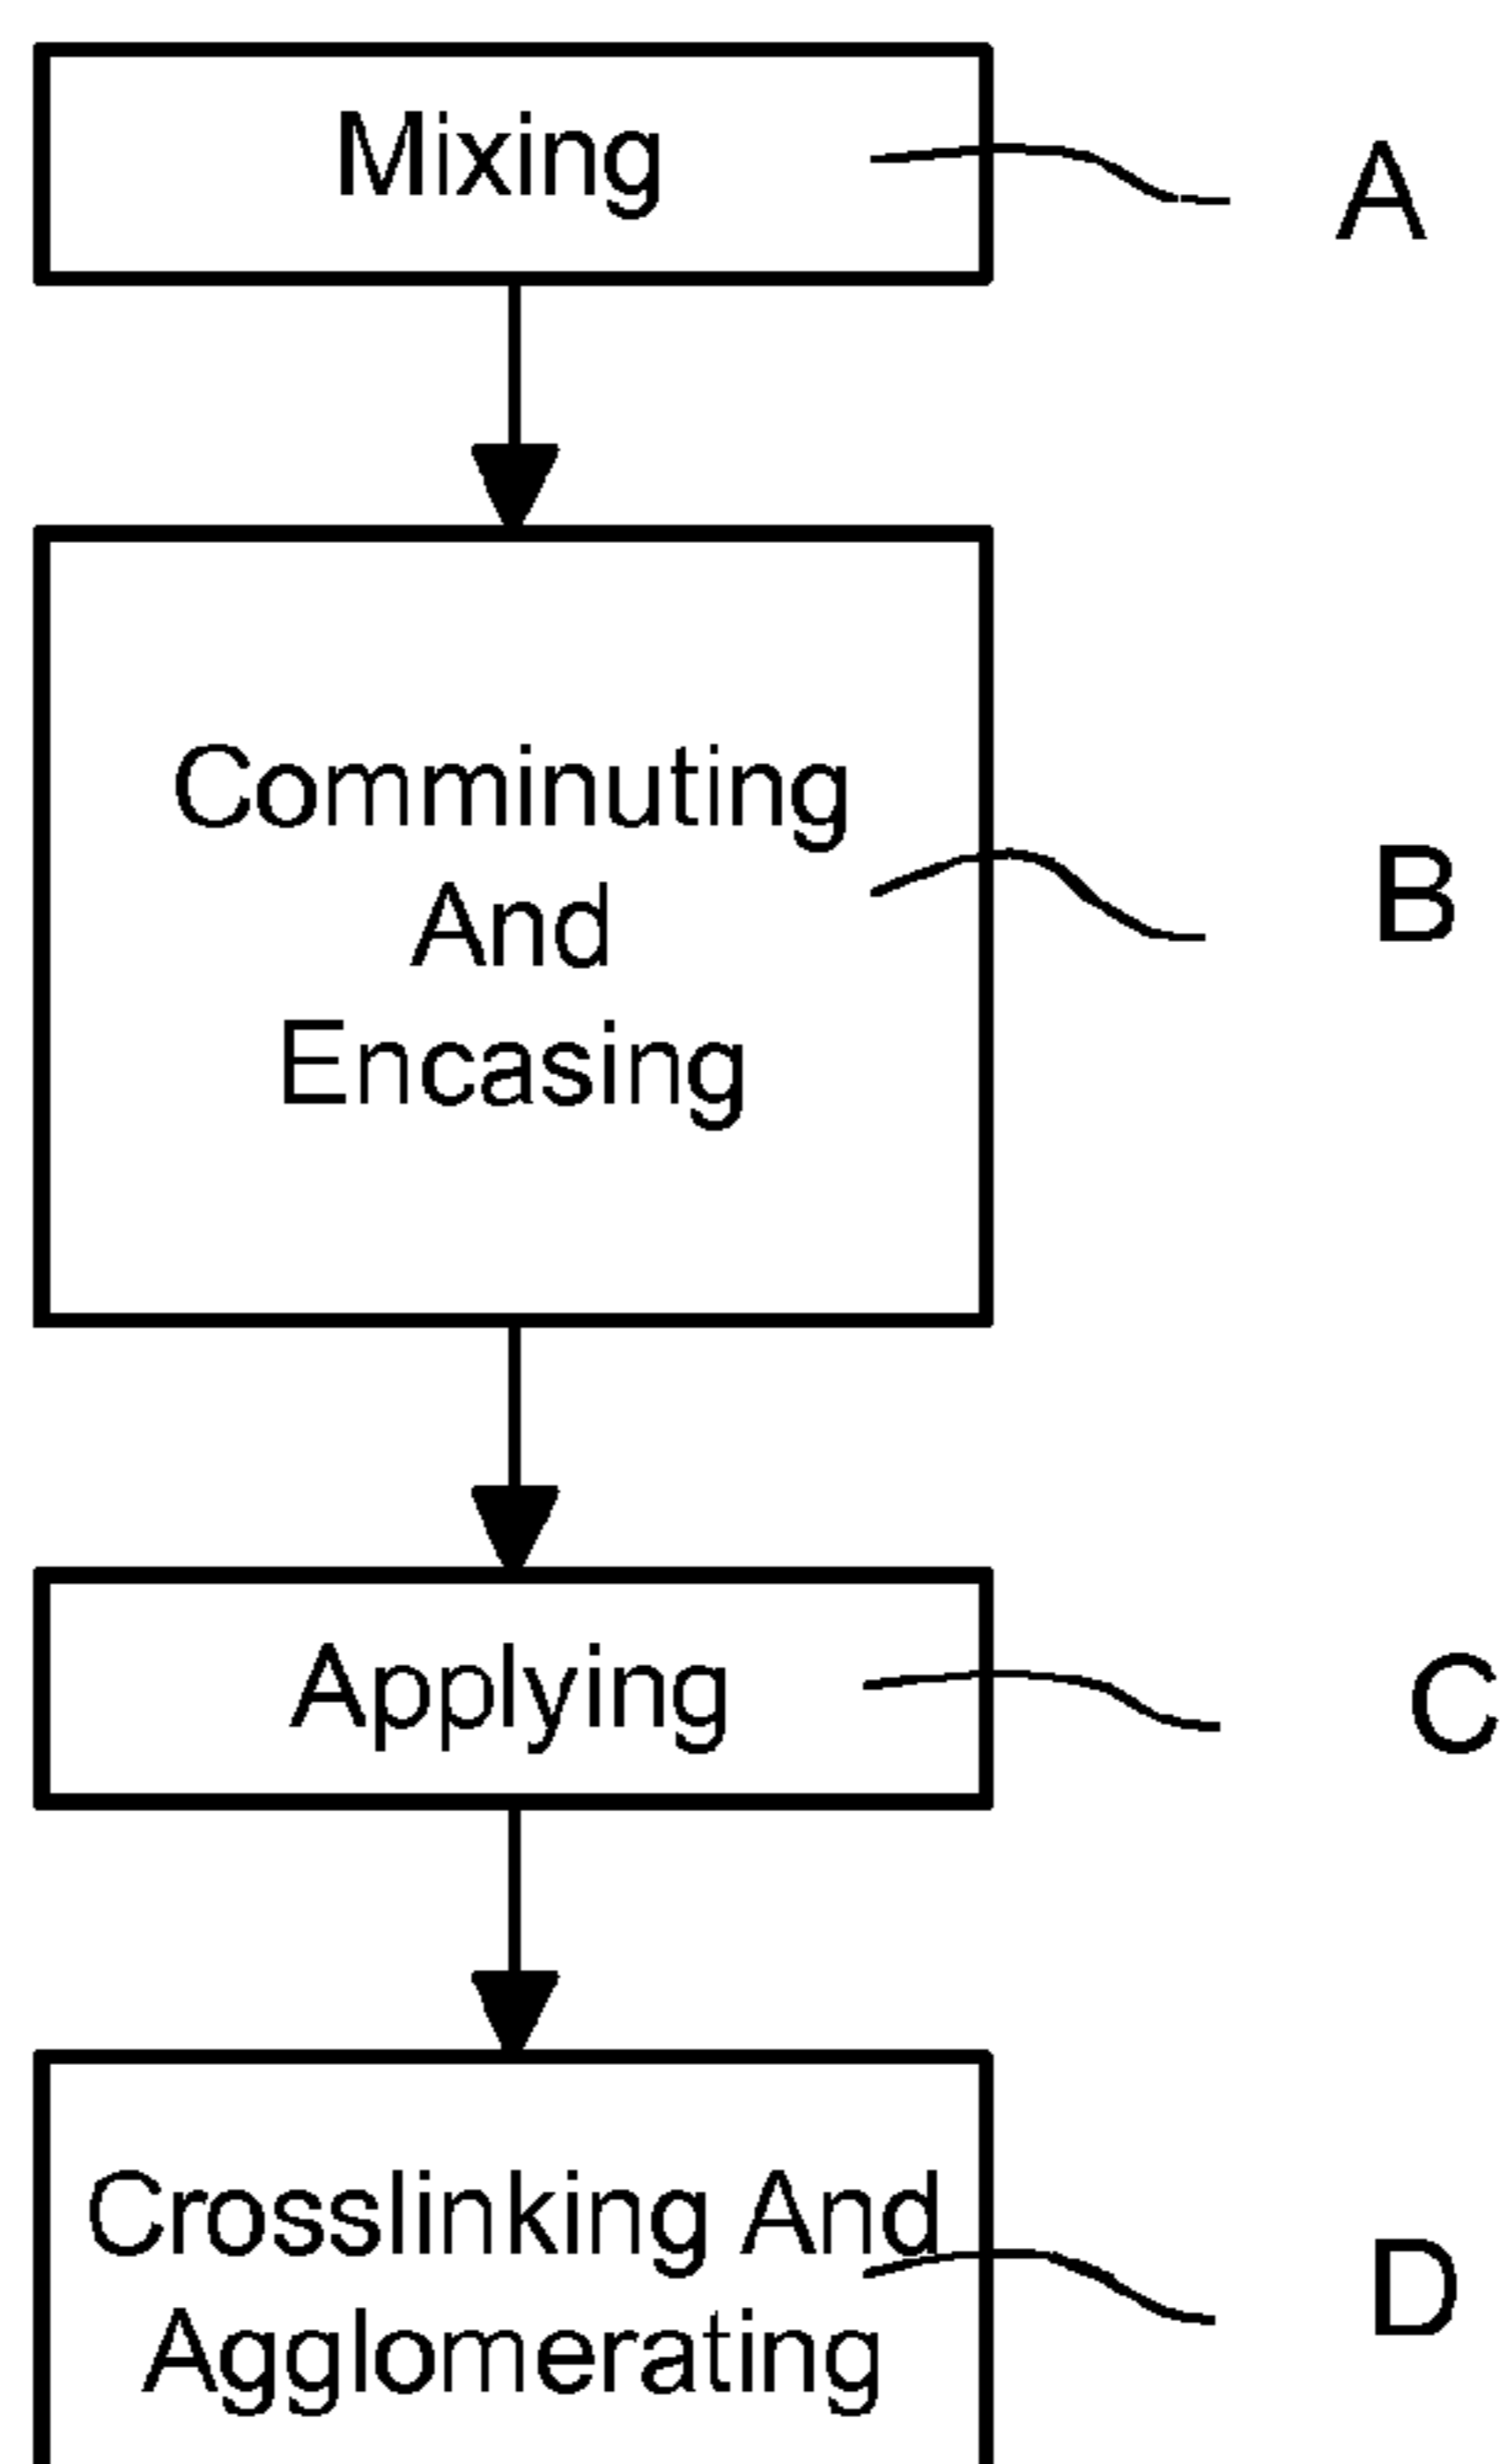 Mixing
A
Comminuting
And
Encasing
B
Applying
C
Crosslinking And
Agglomerating
D